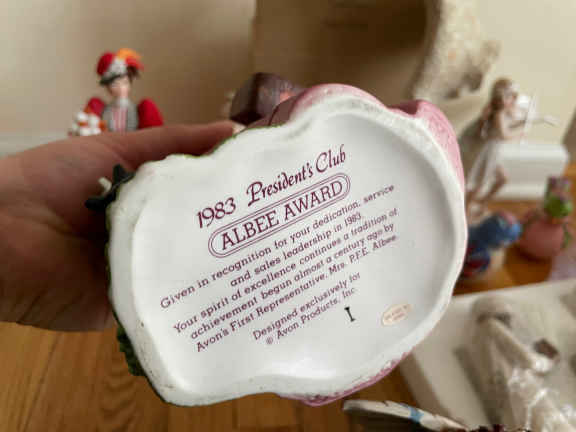 1983 President's Club
ALBEE AWARD
Given in recognition for your dedication, service
and sales leadership in 1983.
Your spirit of excellence continues a tradition of
achievement begun almost a century ago by
Avon's First Representative, Mrs. P.F.E. Albee.
Designed exclusively for
© Avon Products, Inc.
I